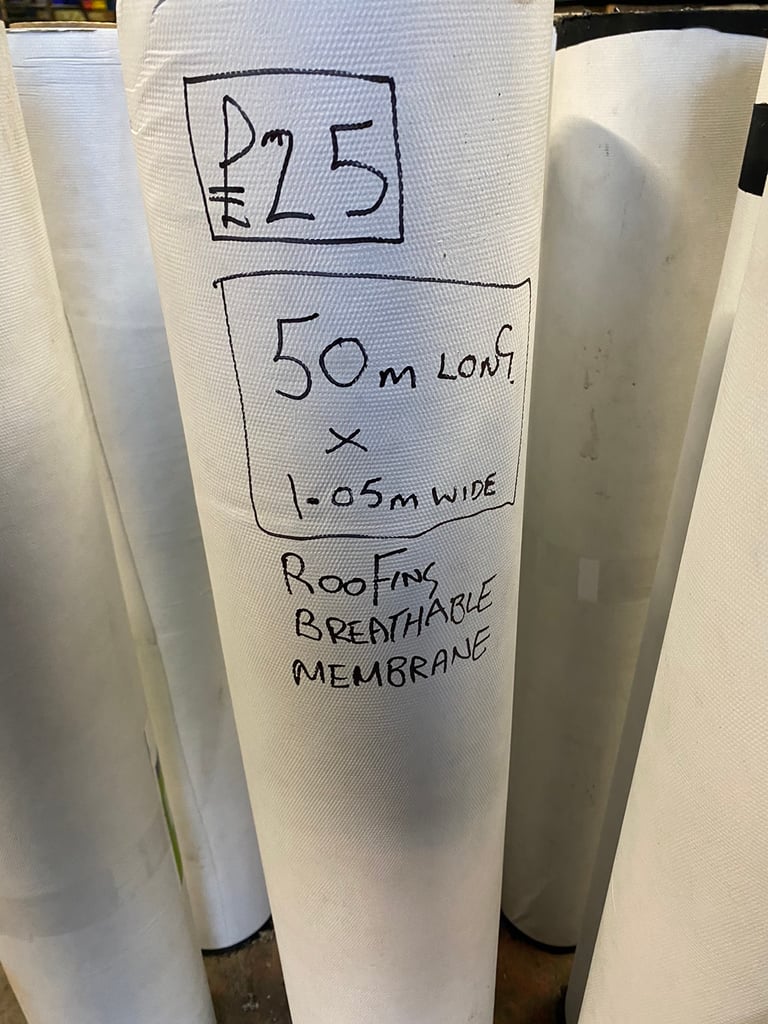 £25
50m LONG
x
1.05m WIDE
ROOFING
BREATHABLE
MEMBRANE